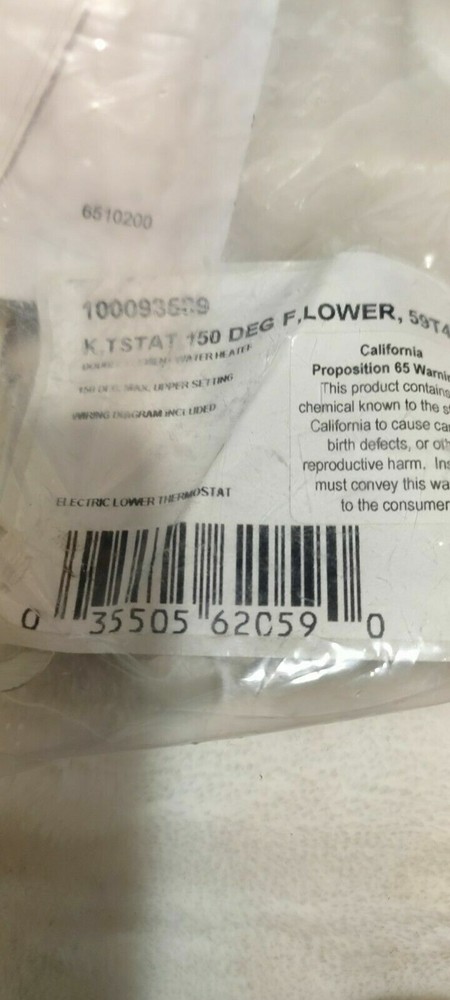 6510200
K,TSTAT,150 DEG F,LOWER, 59T4
WATER HEATER
150 DEG. MAX. UPPER SETTING
WIRING DIAGRAM INCLUDED
ELECTRIC LOWER THERMOSTAT
California
Proposition 65
This product contains
chemical known to the
California to cause
birth defects, or
reproductive harm.
must convey this
to the consumer
0 35505 62059 0